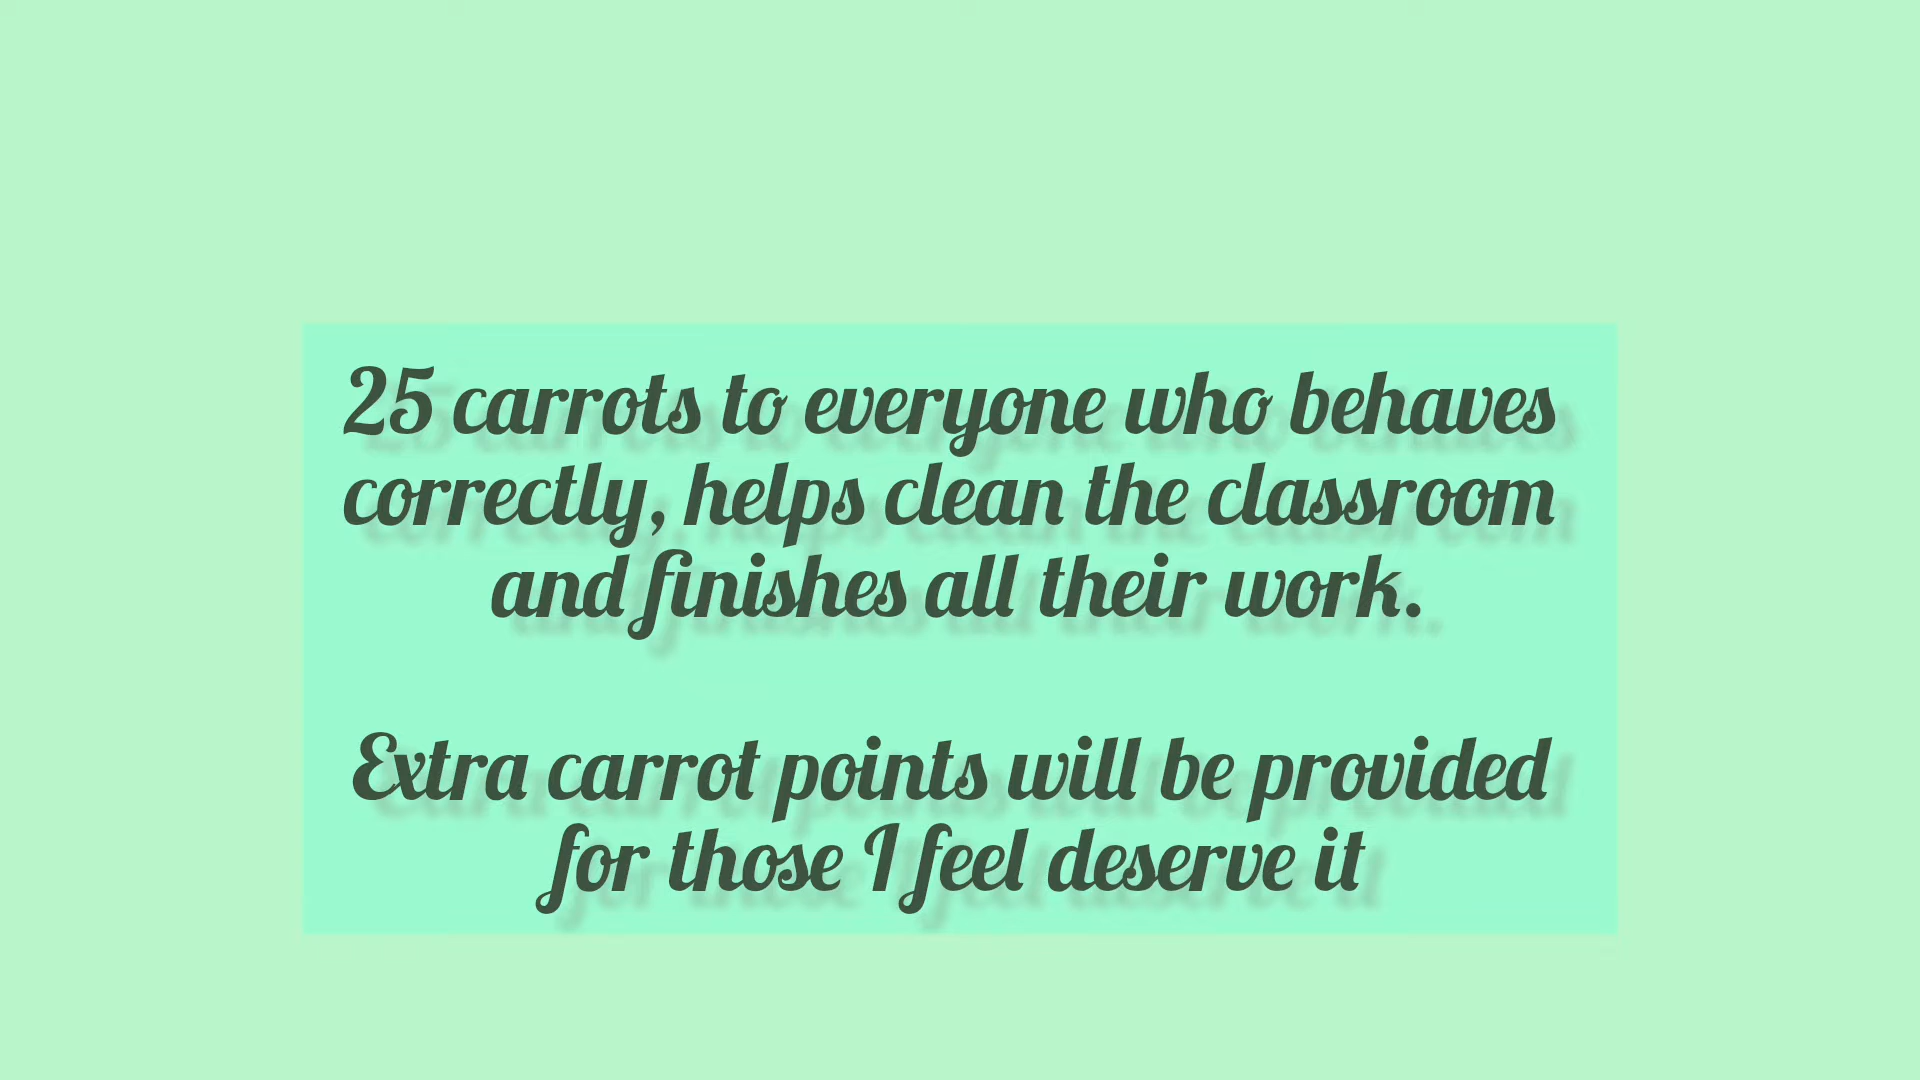 25 carrots to everyone who behaves
correctly, helps clean the classroom
and finishes all their work.
Extra carrot points will be provided
for those I feel deserve it